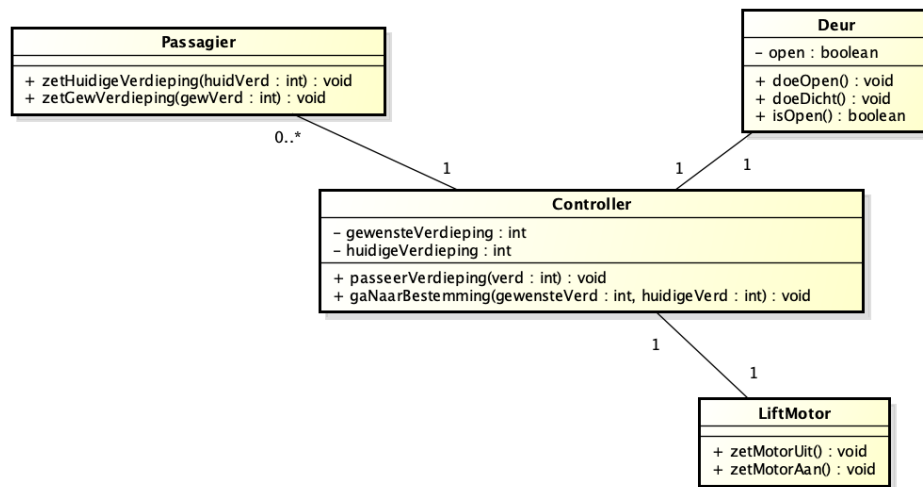 Passagier
+ zetHuidigeVerdieping(huidVerd : int) : void
+ zetGewVerdieping(gewVerd : int) : void
0..*
1
Deur
– open : boolean
+ doeOpen() : void
+ doeDicht() : void
+ isOpen() : boolean
1
1
Controller
– gewensteVerdieping : int
– huidigeVerdieping : int
+ passeerVerdieping(verd : int) : void
+ gaNaarBestemming(gewensteVerd : int, huidigeVerd : int) : void
1
1
LiftMotor
+ zetMotorUit() : void
+ zetMotorAan() : void